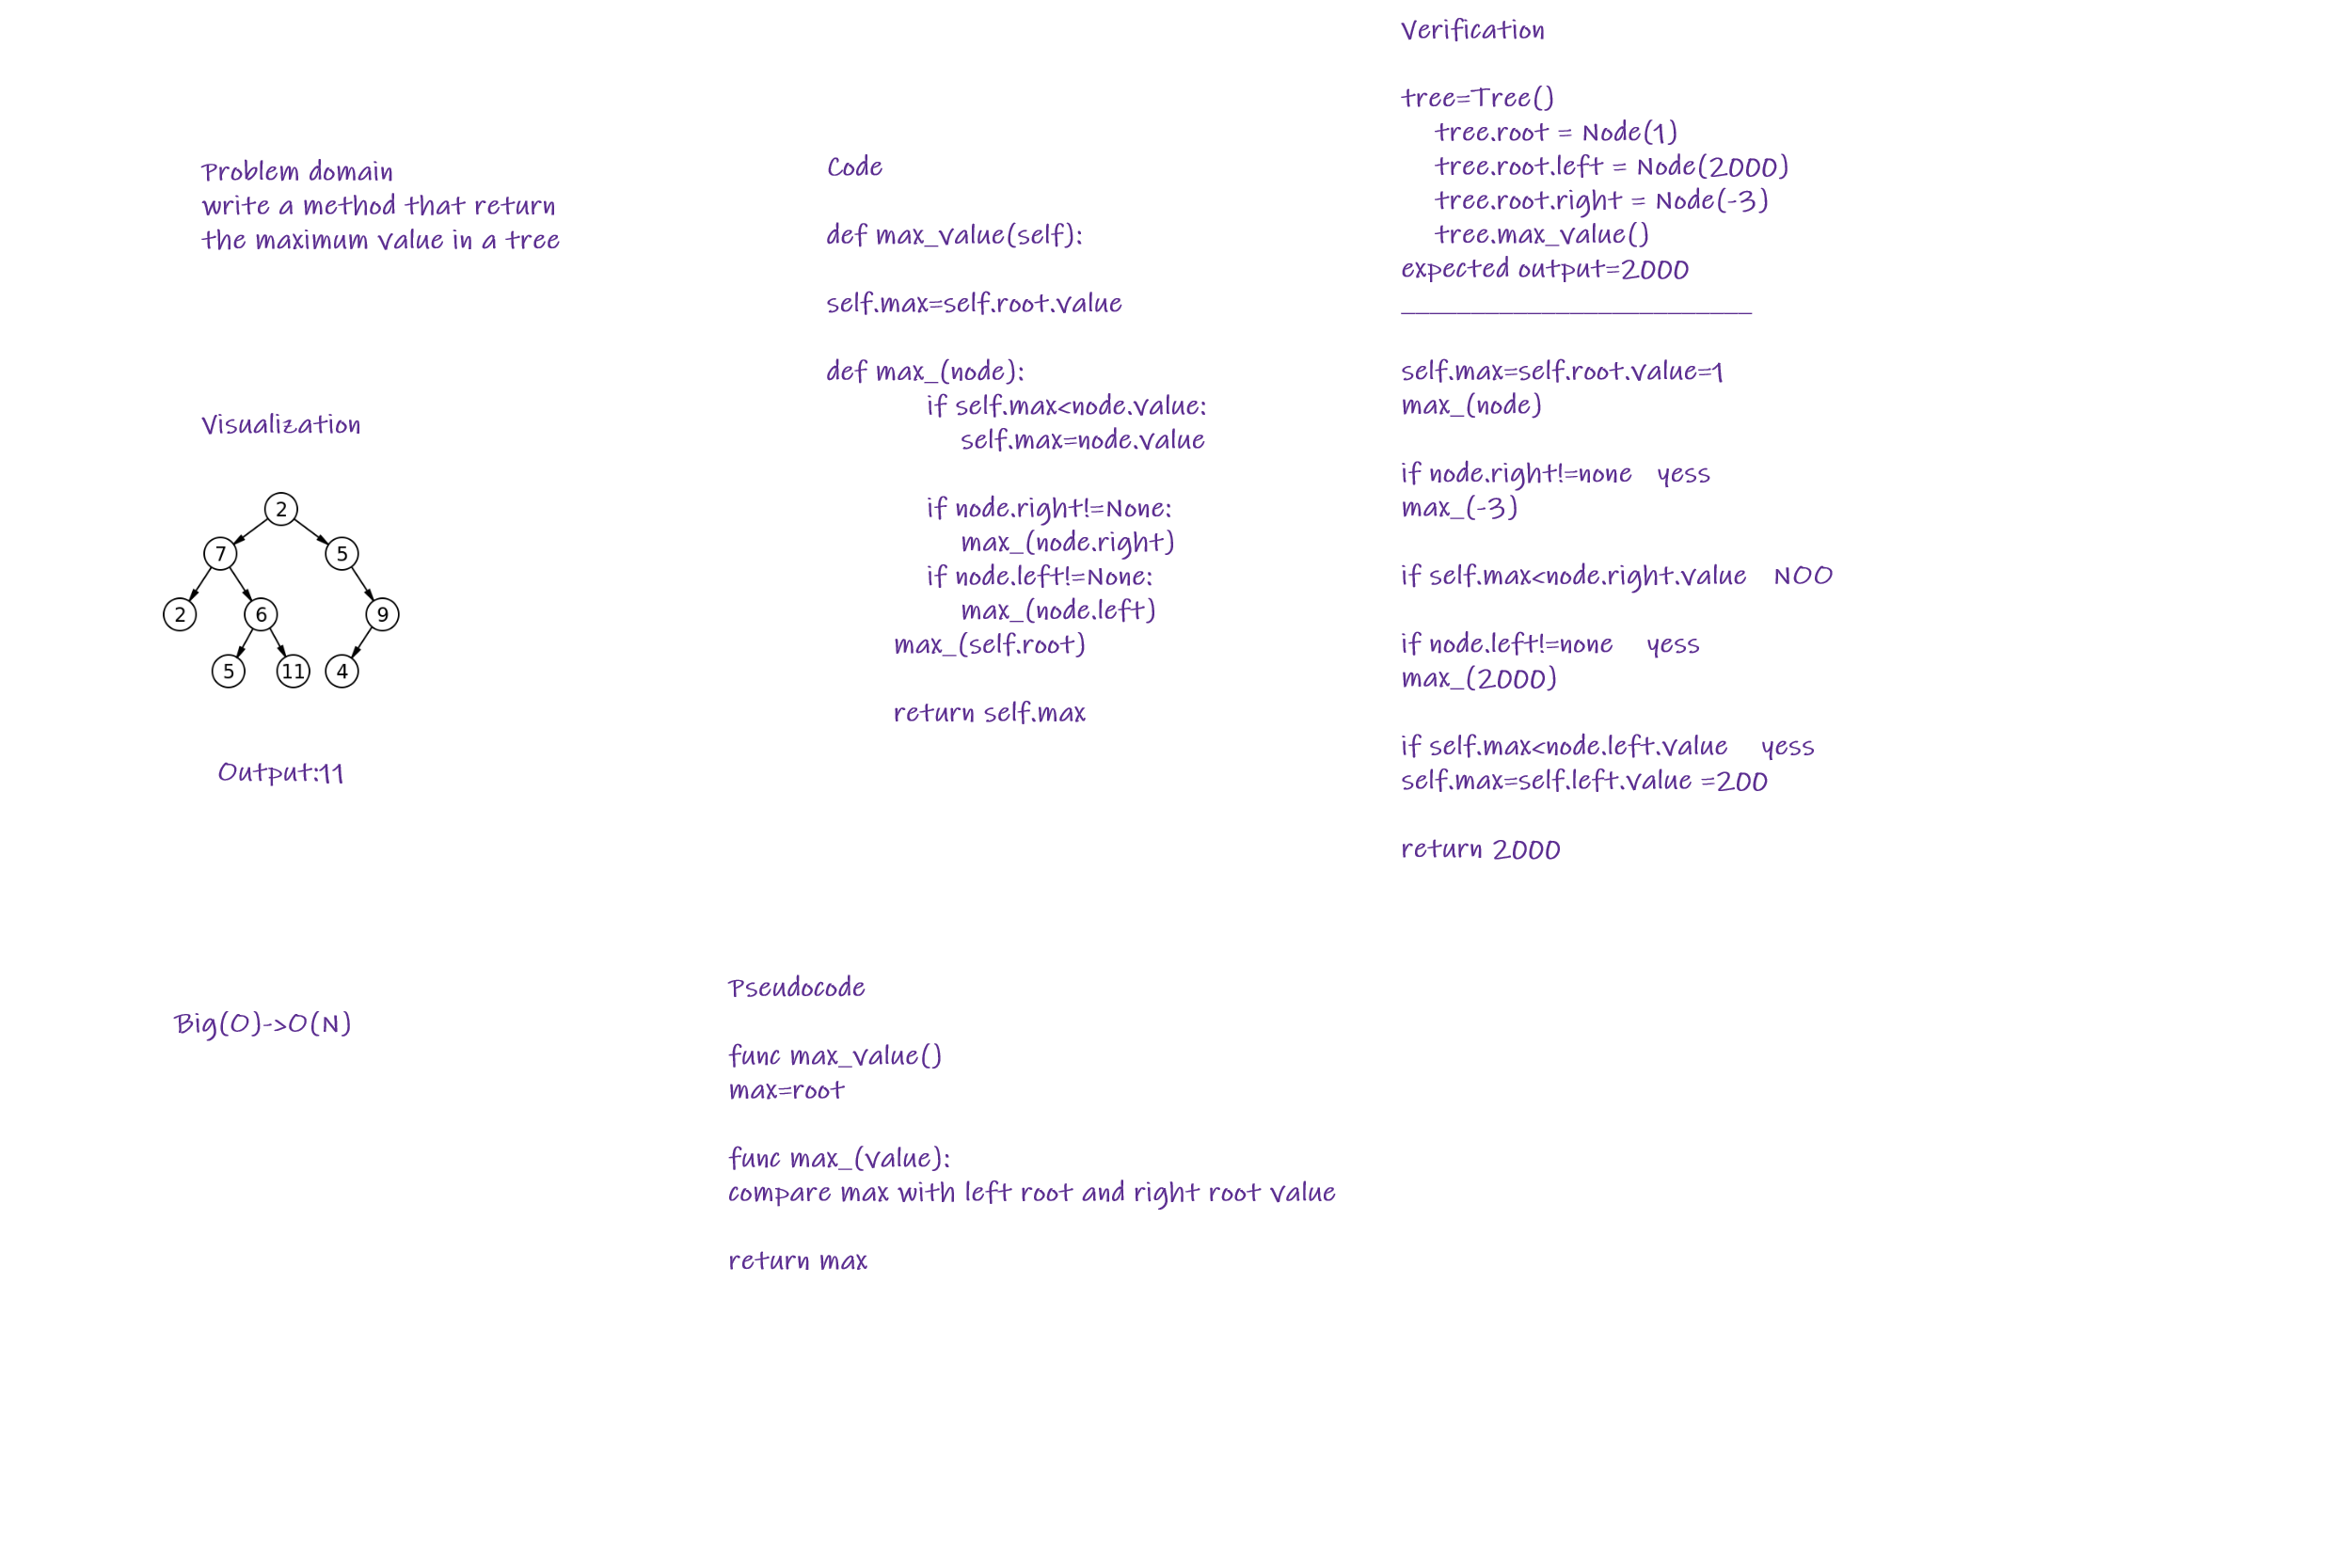 Problem domain
write a method that return
the maximum value in a tree
Visualization
2
7 5
2 6 9
5 11 4
Output:11
Big(O)->O(N)
Code
def max_value(self):
self.max=self.root.value
def max_(node):
if self.max<node.value:
self.max=node.value
if node.right!=None:
max_(node.right)
if node.left!=None:
max_(node.left)
max_(self.root)
return self.max
Pseudocode
func max_value()
max=root
func max_(value):
compare max with left root and right root value
return max
Verification
tree=Tree()
tree.root = Node(1)
tree.root.left = Node(2000)
tree.root.right = Node(-3)
tree.max_value()
expected output=2000
_________________________
self.max=self.root.value=1
max_(node)
if node.right!=none yess
max_(-3)
if self.max<node.right.value NOO
if node.left!=none yess
max_(2000)
if self.max<node.left.value yess
self.max=self.left.value =200
return 2000